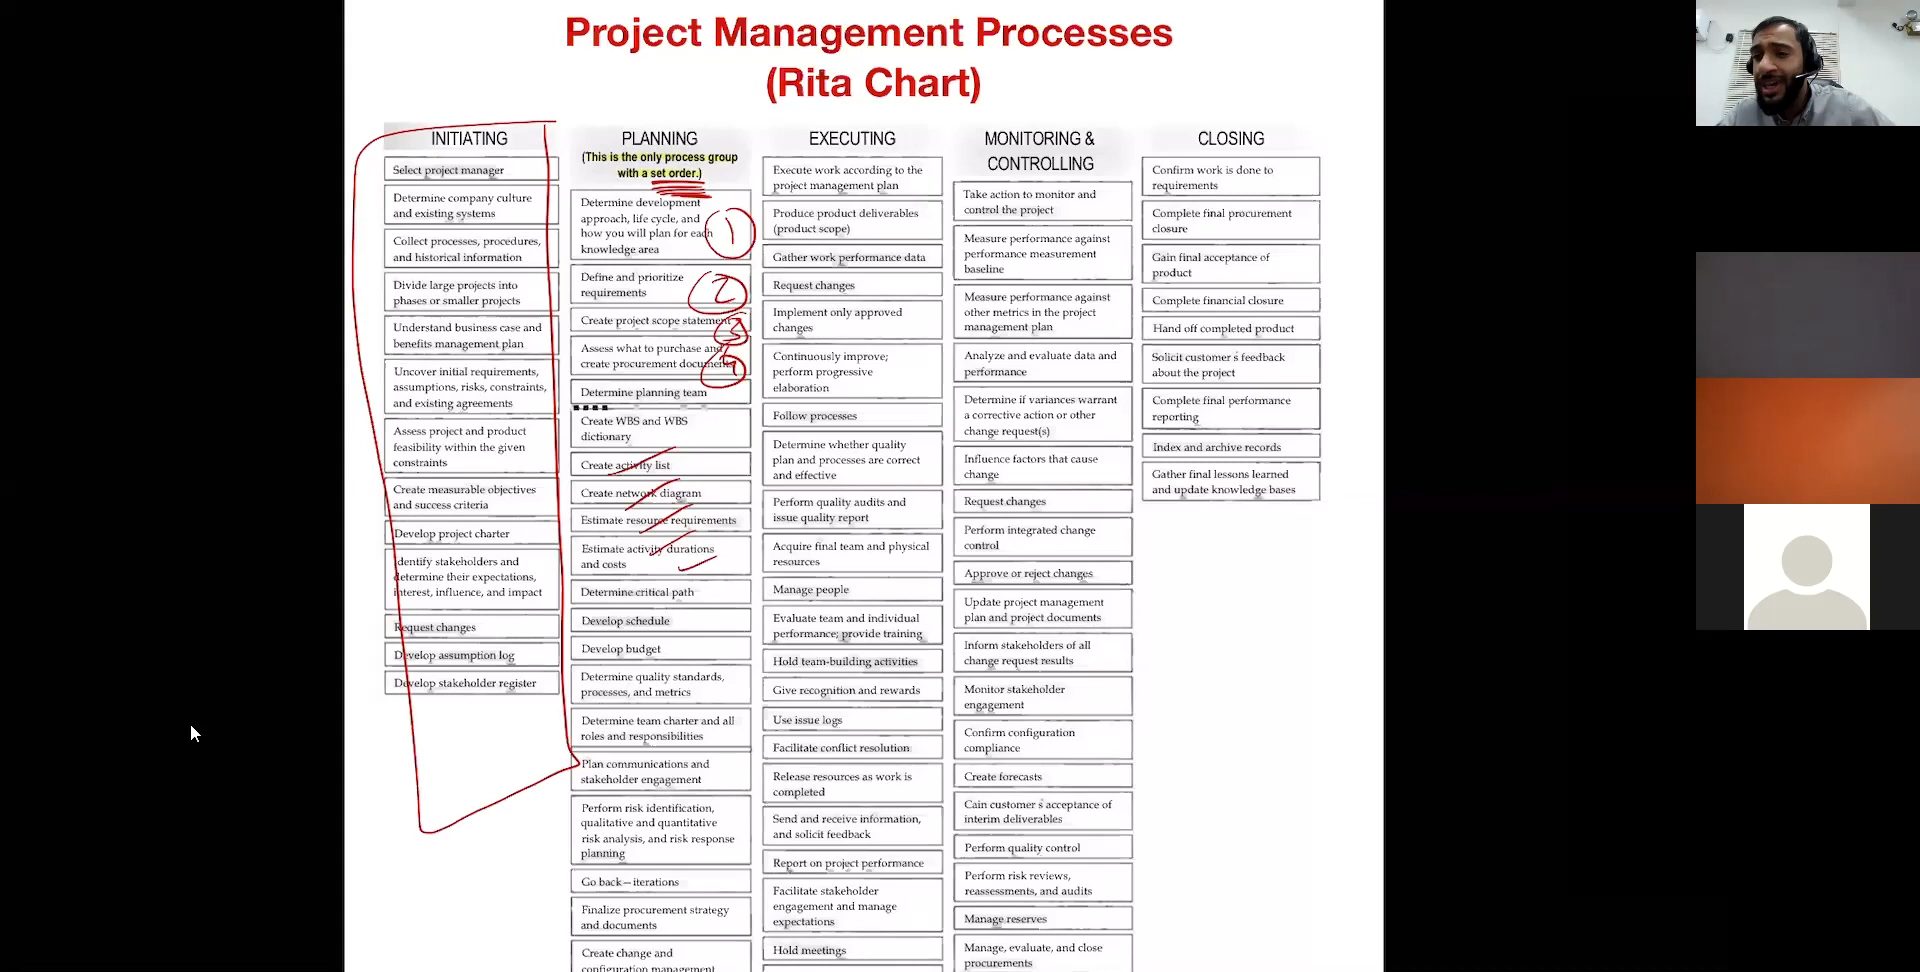 Project Management Processes
(Rita Chart)
INITIATING
Select project manager
Determine company culture
and existing systems
Collect processes, procedures,
and historical information
Divide large projects into
phases or smaller projects
Understand business case and
benefits management plan
Uncover initial requirements,
assumptions, risks, constraints,
and existing agreements
Assess project and product
feasibility within the given
constraints
Create measurable objectives
and success criteria
Develop project charter
Identify stakeholders and
determine their expectations,
interest, influence, and impact
Request changes
Develop assumption log
Develop stakeholder register
PLANNING
(This is the only process group
with a set order.)
Determine development
approach, life cycle, and
how you will plan for each
knowledge area
1
Define and prioritize
requirements
2
Create project scope statement
3
Assess what to purchase and
create procurement documents
4
Determine planning team
Create WBS and WBS
dictionary
Create activity list
Create network diagram
Estimate resource requirements
Estimate activity durations
and costs
Determine critical path
Develop schedule
Develop budget
Determine quality standards,
processes, and metrics
Determine team charter and all
roles and responsibilities
Plan communications and
stakeholder engagement
Perform risk identification,
qualitative and quantitative
risk analysis, and risk response
planning
Go back—iterations
Finalize procurement strategy
and documents
Create change and
configuration management
EXECUTING
Execute work according to the
project management plan
Produce product deliverables
(product scope)
Gather work performance data
Request changes
Implement only approved
changes
Continuously improve;
perform progressive
elaboration
Follow processes
Determine whether quality
plan and processes are correct
and effective
Perform quality audits and
issue quality report
Acquire final team and physical
resources
Manage people
Evaluate team and individual
performance; provide training
Hold team-building activities
Give recognition and rewards
Use issue logs
Facilitate conflict resolution
Release resources as work is
completed
Send and receive information,
and solicit feedback
Report on project performance
Facilitate stakeholder
engagement and manage
expectations
Hold meetings
MONITORING &
CONTROLLING
Take action to monitor and
control the project
Measure performance against
performance measurement
baseline
Measure performance against
other metrics in the project
management plan
Analyze and evaluate data and
performance
Determine if variances warrant
a corrective action or other
change request(s)
Influence factors that cause
change
Request changes
Perform integrated change
control
Approve or reject changes
Update project management
plan and project documents
Inform stakeholders of all
change request results
Monitor stakeholder
engagement
Confirm configuration
compliance
Create forecasts
Cain customer s acceptance of
interim deliverables
Perform quality control
Perform risk reviews,
reassessments, and audits
Manage reserves
Manage, evaluate, and close
procurements
CLOSING
Confirm work is done to
requirements
Complete final procurement
closure
Gain final acceptance of
product
Complete financial closure
Hand off completed product
Solicit customer s feedback
about the project
Complete final performance
reporting
Index and archive records
Gather final lessons learned
and update knowledge bases